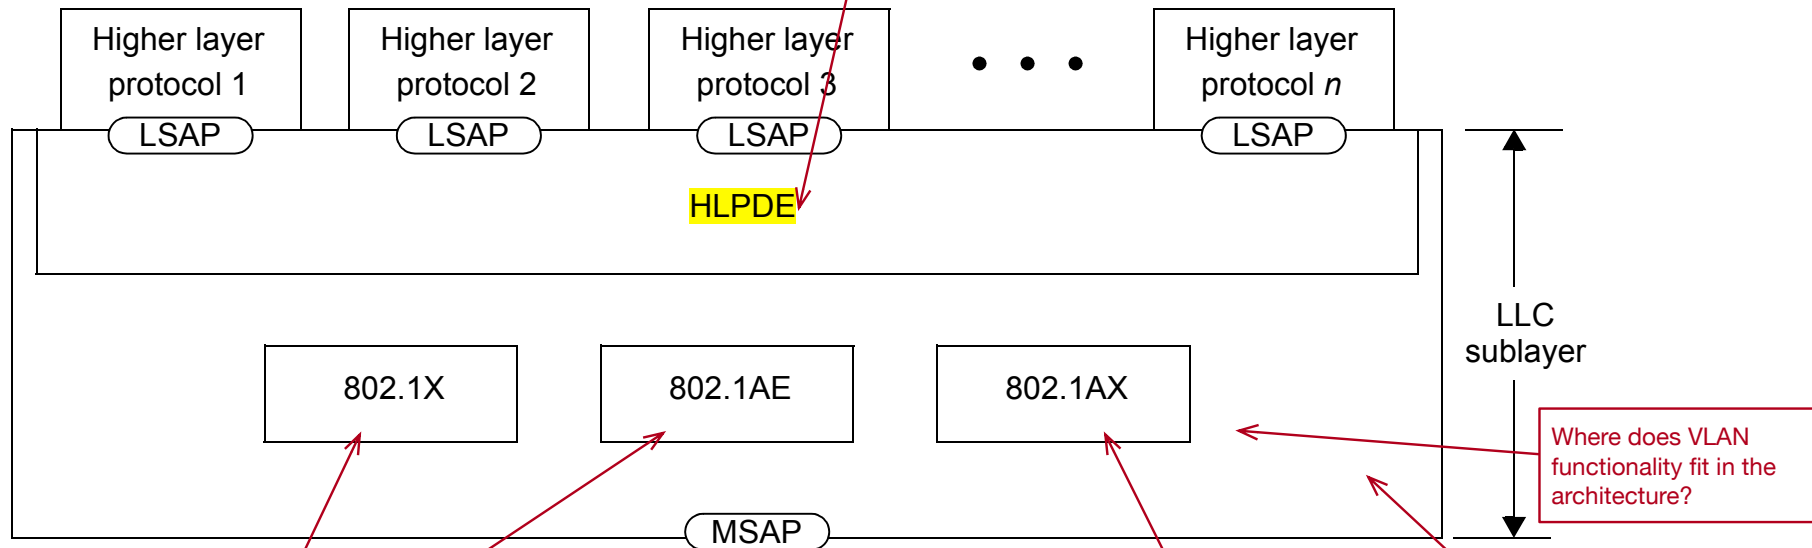 Higher layer
protocol 1
Higher layer
protocol 2
Higher layer
protocol 3
Higher layer
protocol n
LSAP
LSAP
LSAP
LSAP
HLPDE
LLC
sublayer
802.1X
802.1AE
802.1AX
Where does VLAN
functionality fit in the
architecture?
MSAP